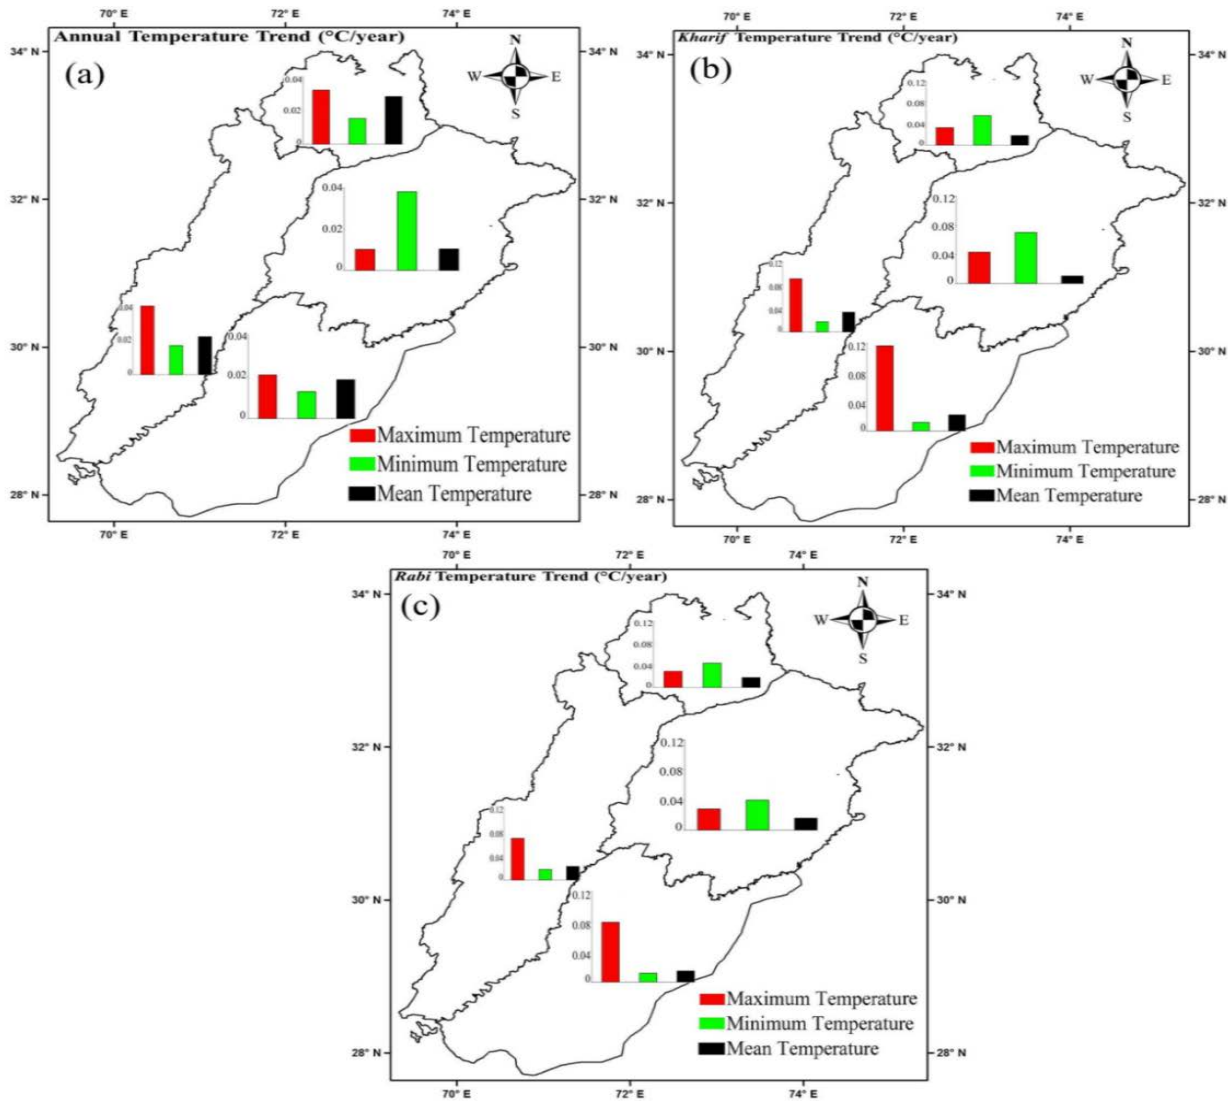 70° E 72° E 74° E
Annual Temperature Trend (°C/year)
(a)
N
W E
S
34° N
32° N
30° N
28° N
0.04
0.02
0
0.04
0.02
0
0.04
0.02
0
0.04
0.02
0
Maximum Temperature
Minimum Temperature
Mean Temperature
34° N
32° N
30° N
28° N
70° E 72° E 74° E
70° E 72° E 74° E
Kharif Temperature Trend (°C/year)
(b)
N
W E
S
34° N
32° N
30° N
28° N
0.12
0.08
0.04
0
0.12
0.08
0.04
0
0.12
0.08
0.04
0
0.12
0.08
0.04
0
Maximum Temperature
Minimum Temperature
Mean Temperature
34° N
32° N
30° N
28° N
70° E 72° E 74° E
70° E 72° E 74° E
Rabi Temperature Trend (°C/year)
(c)
N
W E
S
34° N
32° N
30° N
28° N
0.12
0.08
0.04
0
0.12
0.08
0.04
0
0.12
0.08
0.04
0
0.12
0.08
0.04
0
Maximum Temperature
Minimum Temperature
Mean Temperature
34° N
32° N
30° N
28° N
70° E 72° E 74° E